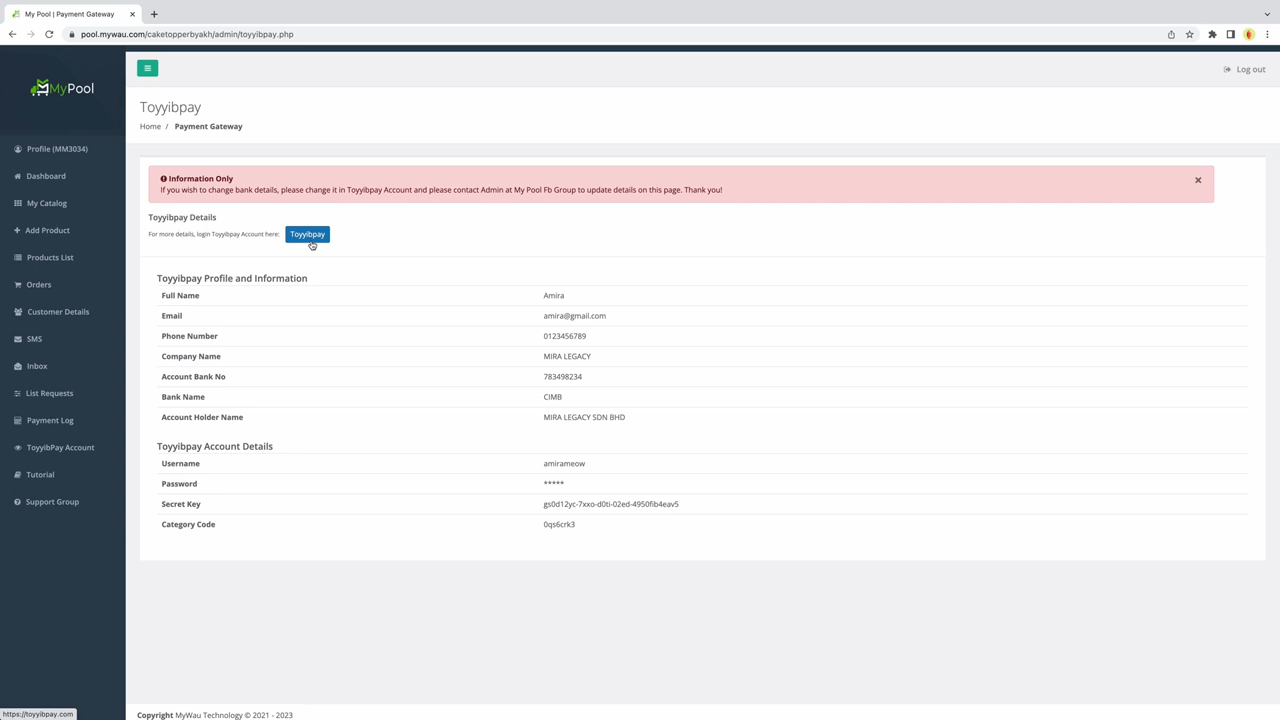 My Pool | Payment Gateway
pool.mywau.com/caketopperbyakh/admin/toyyibpay.php
MyPool
Log out
Toyyibpay
Home / Payment Gateway
Profile (MM3034)
Dashboard
My Catalog
Add Product
Products List
Orders
Customer Details
SMS
Inbox
List Requests
Payment Log
ToyyibPay Account
Tutorial
Support Group
Information Only
If you wish to change bank details, please change it in Toyyibpay Account and please contact Admin at My Pool Fb Group to update details on this page. Thank you!
Toyyibpay Details
For more details, login Toyyibpay Account here: Toyyibpay
Toyyibpay Profile and Information
Full Name Amira
Email amira@gmail.com
Phone Number 0123456789
Company Name MIRA LEGACY
Account Bank No 783498234
Bank Name CIMB
Account Holder Name MIRA LEGACY SDN BHD
Toyyibpay Account Details
Username amirameow
Password *****
Secret Key gs0d12yc-7xxo-d0ti-02ed-4950fib4eav5
Category Code 0qs6crk3
https://toyyibpay.com
Copyright MyWau Technology © 2021 - 2023